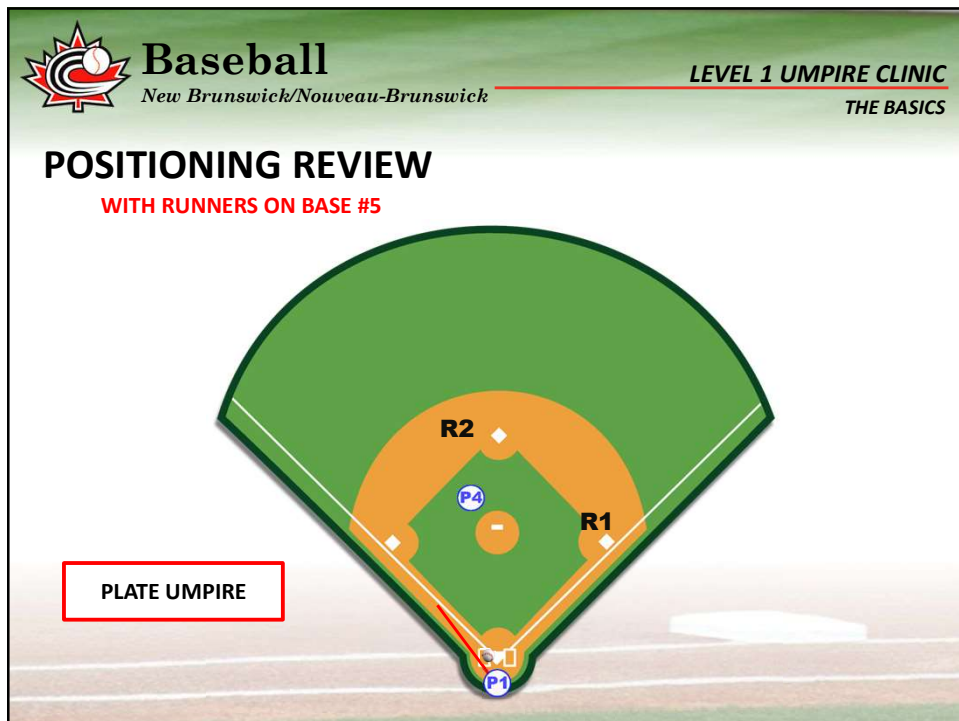 Baseball
New Brunswick/Nouveau-Brunswick
LEVEL 1 UMPIRE CLINIC
THE BASICS
POSITIONING REVIEW
WITH RUNNERS ON BASE #5
R2
P4
R1
PLATE UMPIRE
P1